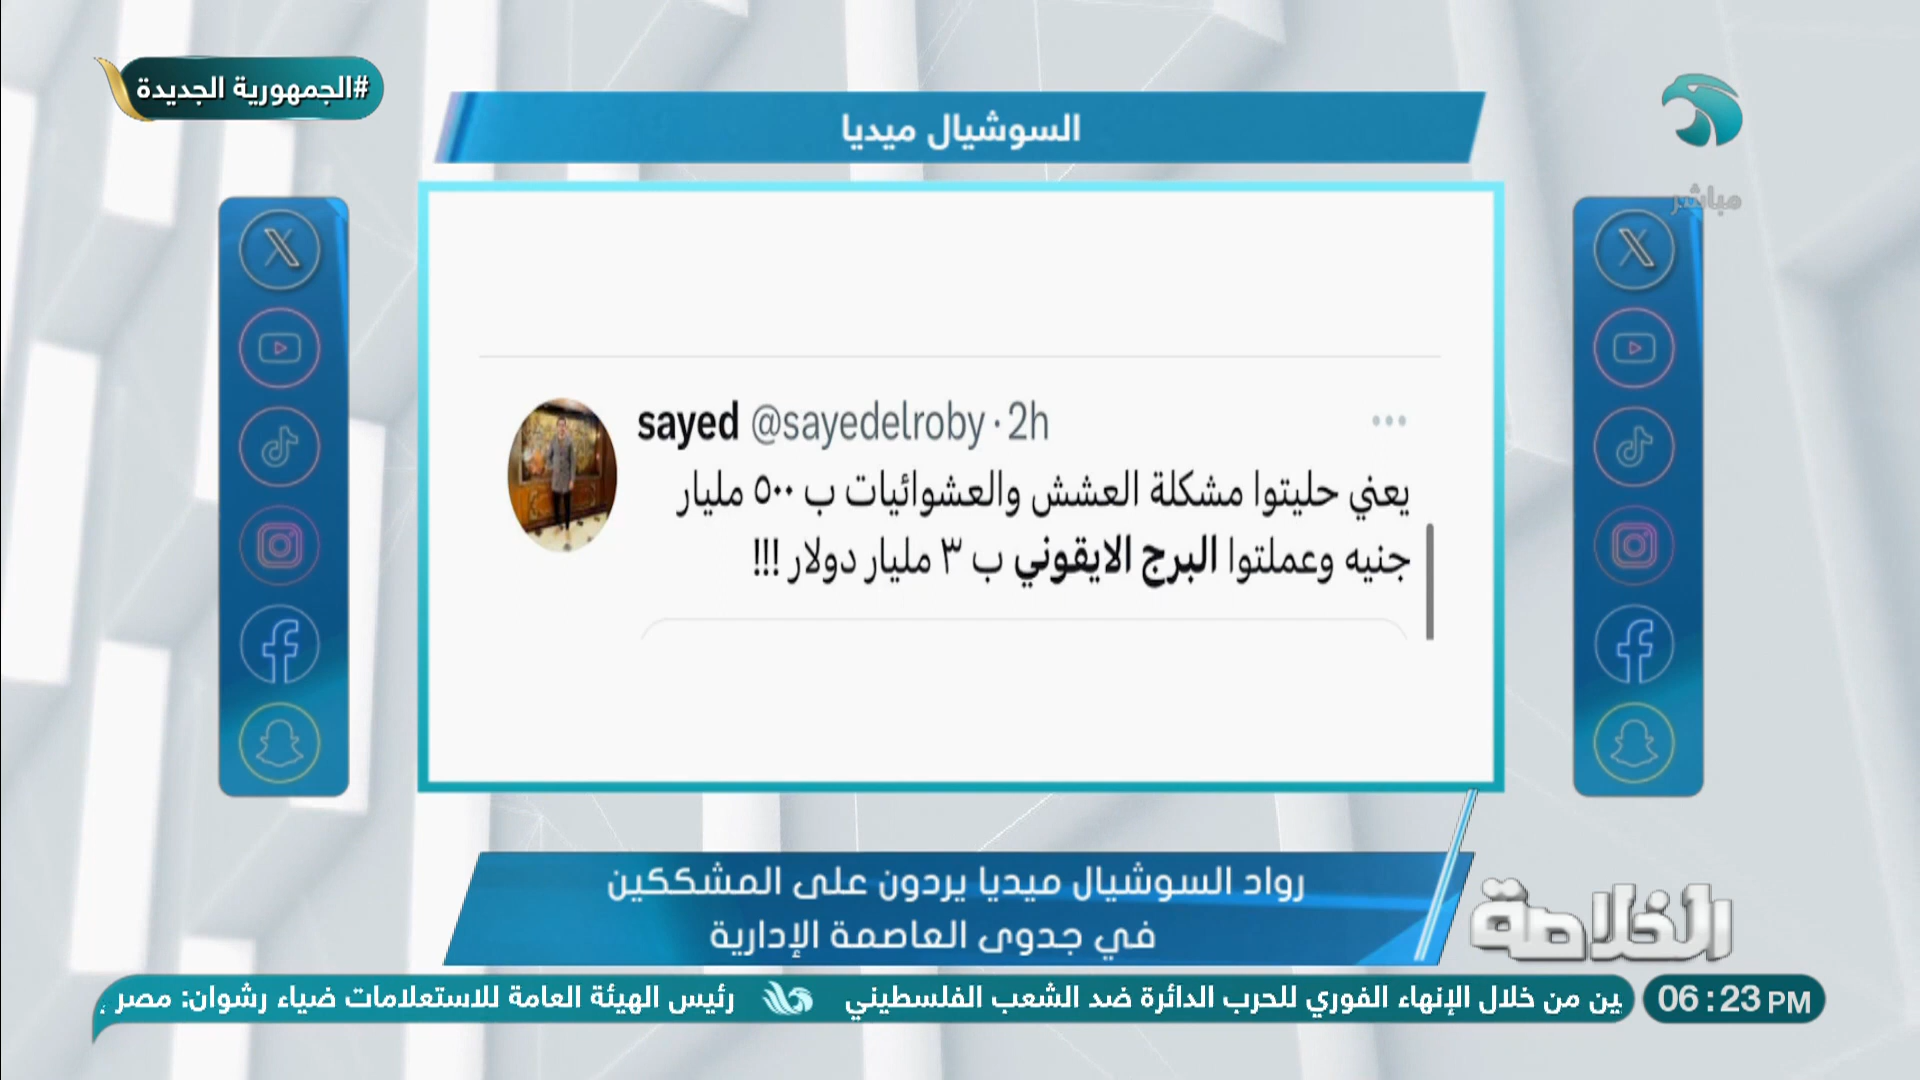 #الجمهورية الجديدة
السوشيال ميديا
مباشر
sayed @sayedelroby · 2h
يعني حليتوا مشكلة العشش والعشوائيات ب ٥٠٠ مليار
جنيه وعملتوا البرج الايقوني ب ٣ مليار دولار !!!
رواد السوشيال ميديا يردون على المشككين
في جدوى العاصمة الإدارية
الخلاصة
ين من خلال الإنهاء الفوري للحرب الدائرة ضد الشعب الفلسطيني
رئيس الهيئة العامة للاستعلامات ضياء رشوان: مصر
06:23 PM